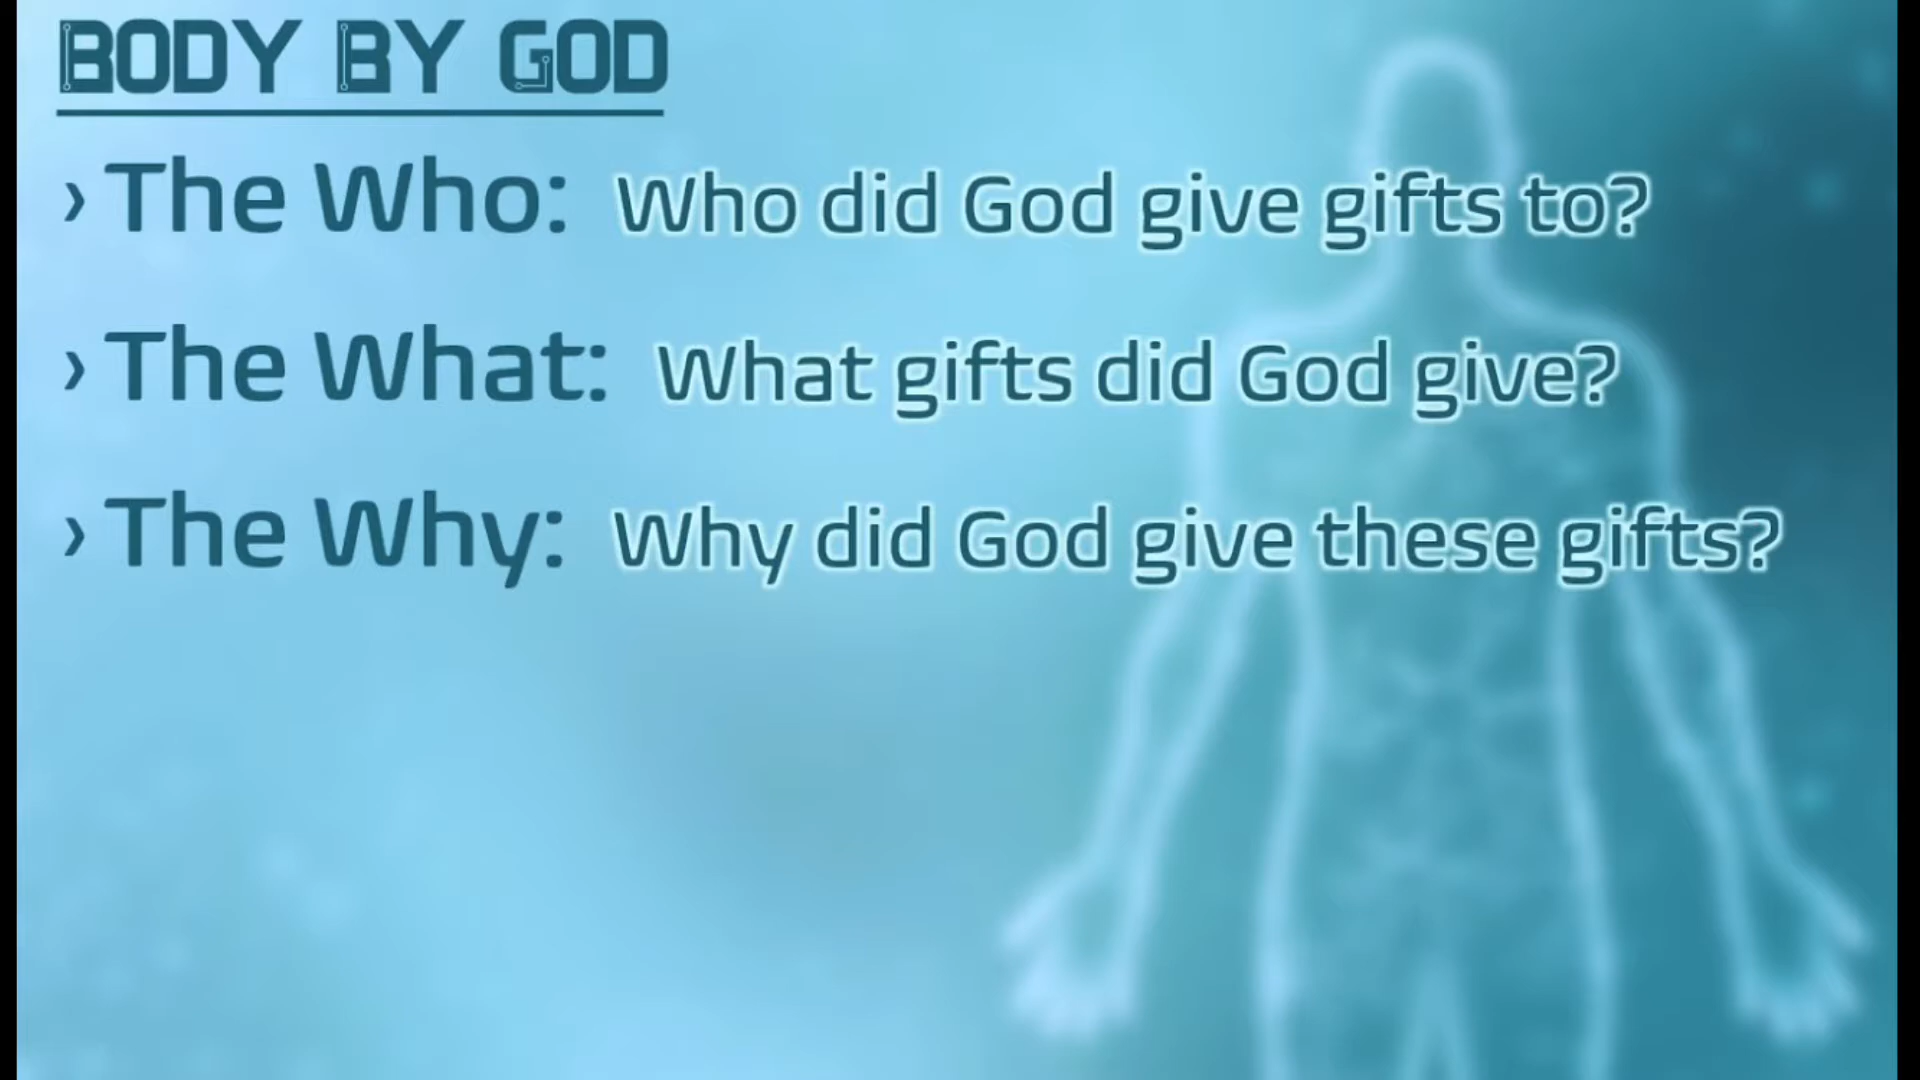 BODY BY GOD
› The Who: Who did God give gifts to?
› The What: What gifts did God give?
› The Why: Why did God give these gifts?